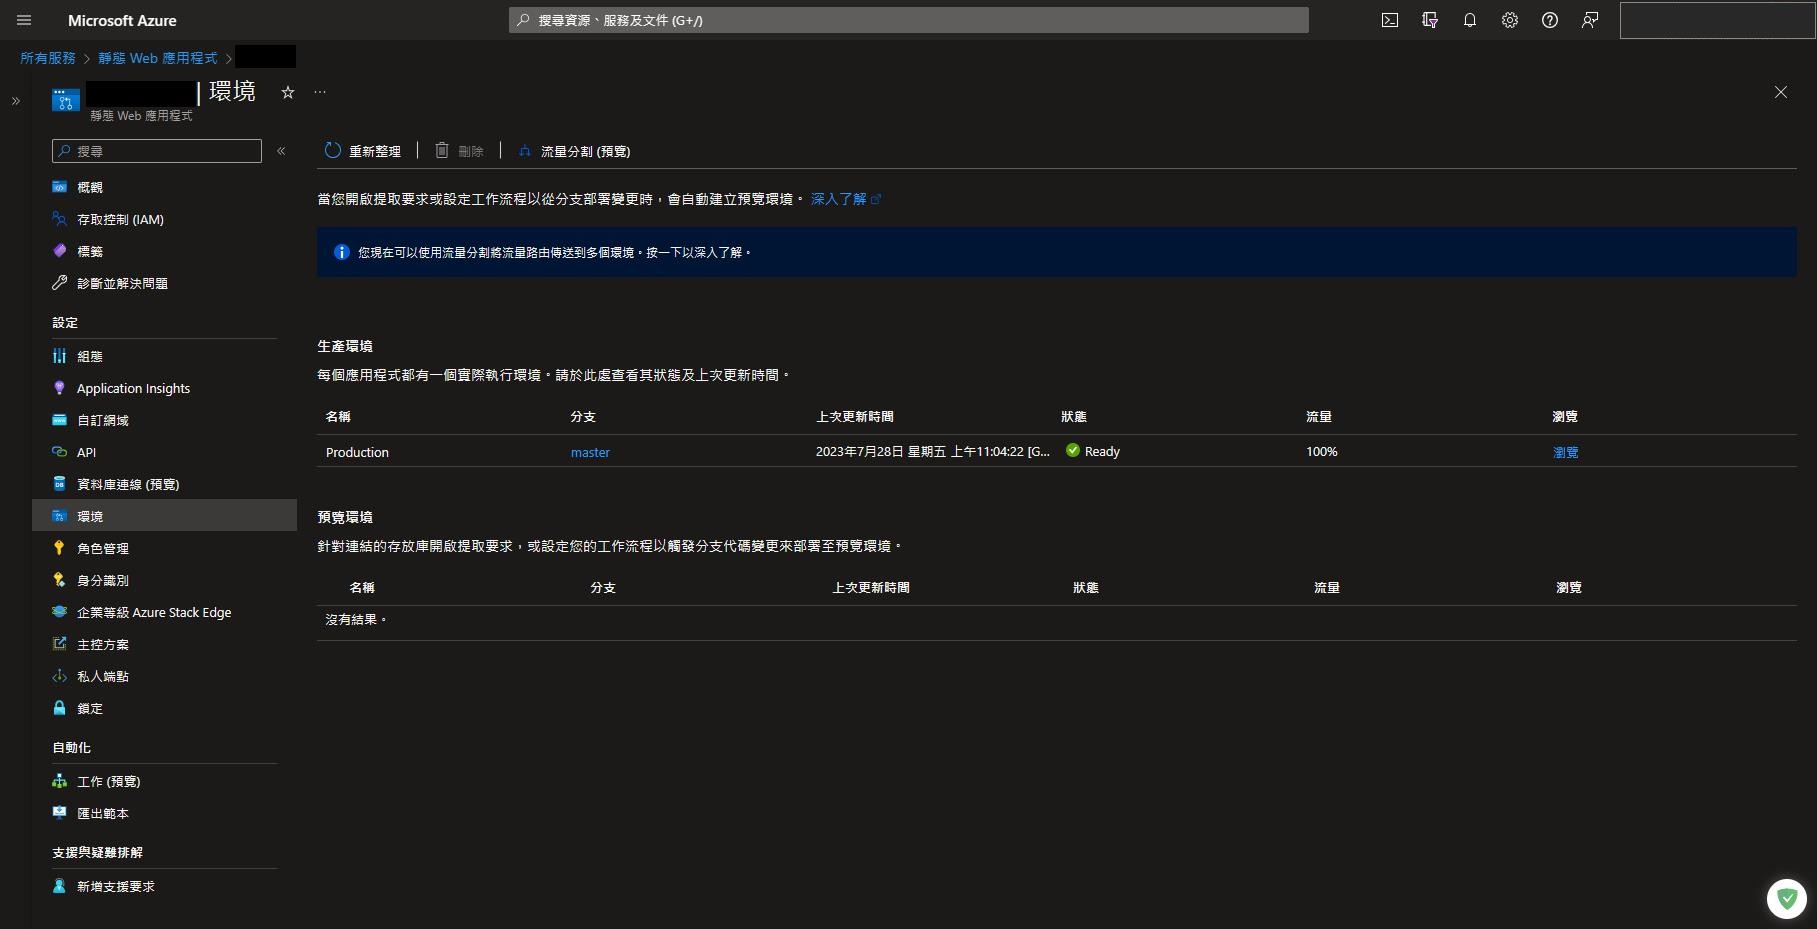 Microsoft Azure
搜尋資源、服務及文件 (G+/)
所有服務 > 靜態 Web 應用程式 >
| 環境
靜態 Web 應用程式
搜尋
概觀
存取控制 (IAM)
標籤
診斷並解決問題
設定
組態
Application Insights
自訂網域
API
資料庫連線 (預覽)
環境
角色管理
身分識別
企業等級 Azure Stack Edge
主控方案
私人端點
鎖定
自動化
工作 (預覽)
匯出範本
支援與疑難排解
新增支援要求
重新整理
刪除
流量分割 (預覽)
當您開啟提取要求或設定工作流程以從分支部署變更時，會自動建立預覽環境。 深入了解
您現在可以使用流量分割將流量路由傳送到多個環境。按一下以深入了解。
生產環境
每個應用程式都有一個實際執行環境。請於此處查看其狀態及上次更新時間。
名稱 分支 上次更新時間 狀態 流量 瀏覽
Production master 2023年7月28日 星期五 上午11:04:22 [G... Ready 100% 瀏覽
預覽環境
針對連結的存放庫開啟提取要求，或設定您的工作流程以觸發分支代碼變更來部署至預覽環境。
名稱 分支 上次更新時間 狀態 流量 瀏覽
沒有結果。